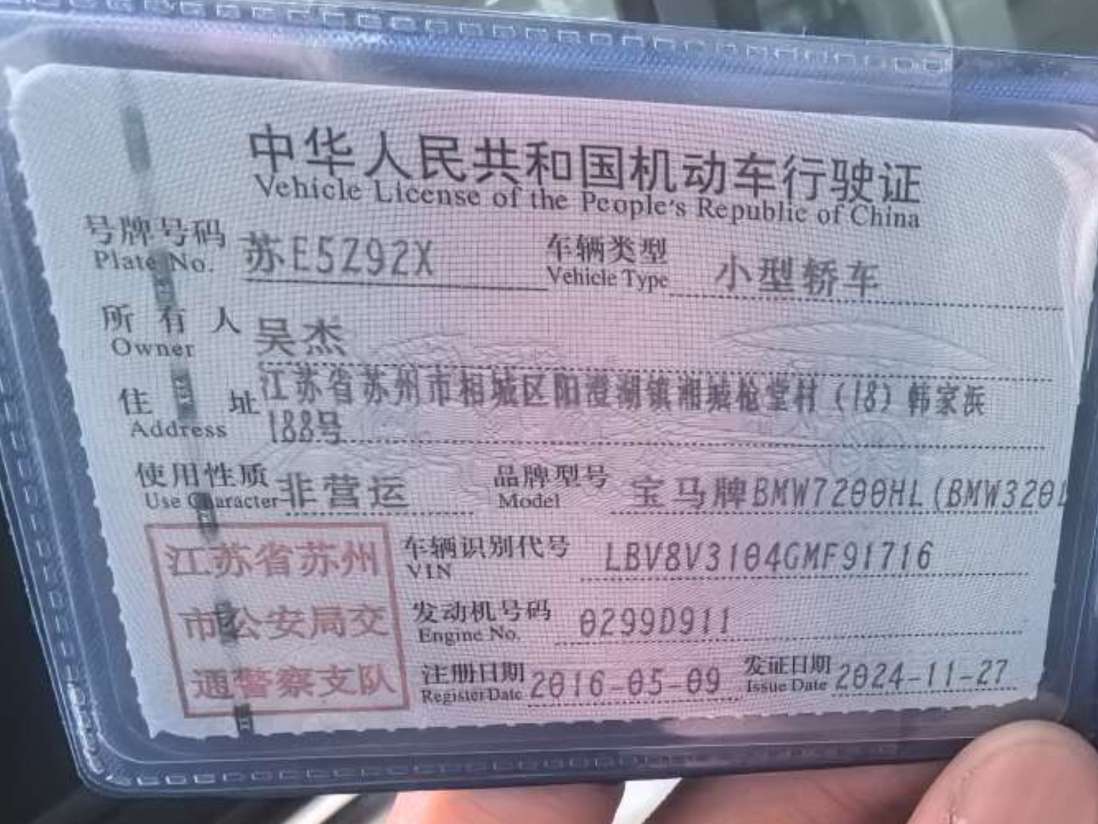 中华人民共和国机动车行驶证
Vehicle License of the People's Republic of China
号牌号码 苏E5Z92X 车辆类型 小型轿车
Plate No. Vehicle Type
所有人 吴杰
Owner
住址 江苏省苏州市相城区阳澄湖镇湘城枪堂村(18)韩家浜
Address 188号
使用性质 非营运 品牌型号 宝马牌BMW7200HL(BMW320l
Use Character Model
江苏省苏州
市公安局交
通警察支队
车辆识别代号 LBV8V3104GMF91716
VIN
发动机号码 0299D911
Engine No.
注册日期 2016-05-09 发证日期 2024-11-27
Register Date Issue Date